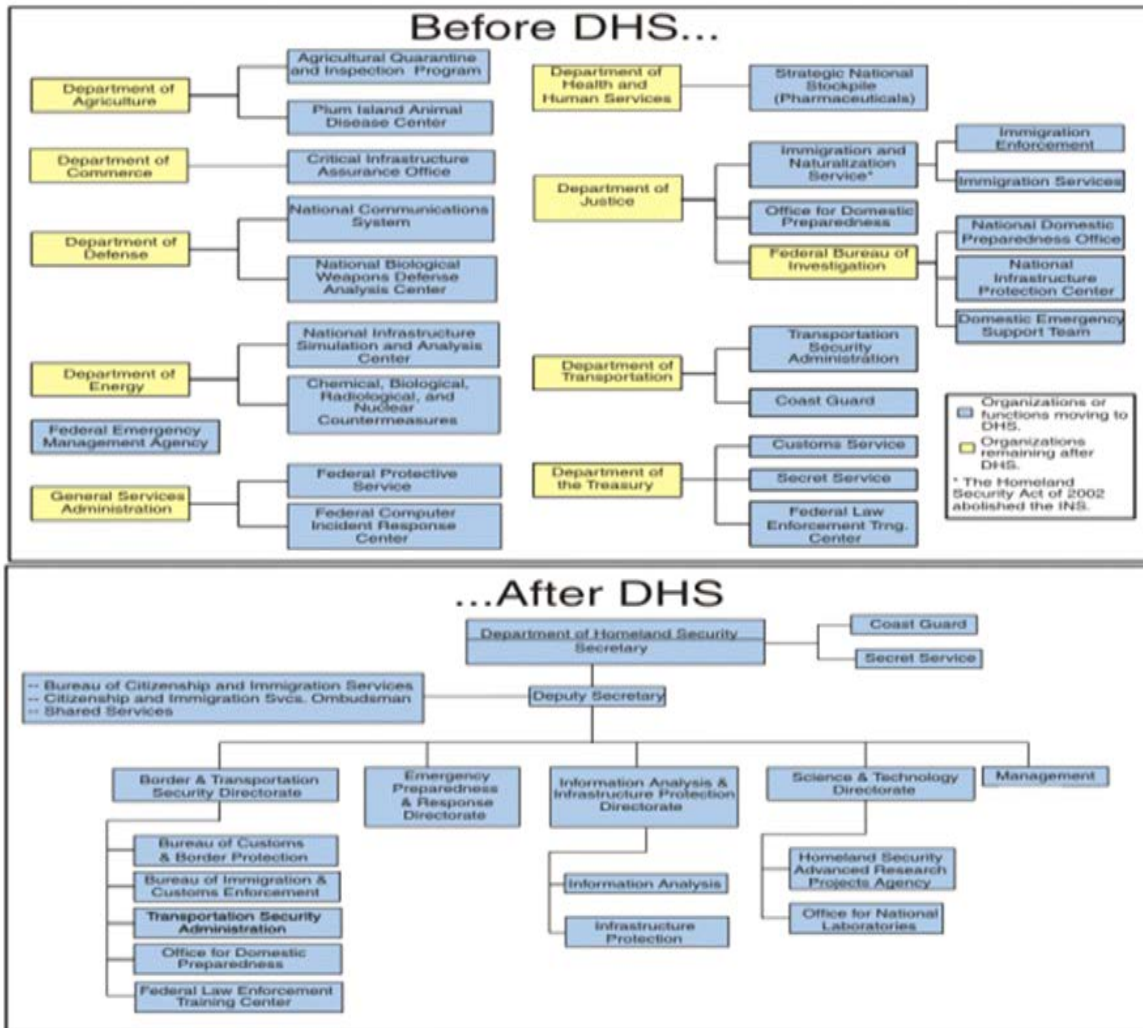 Before DHS...
Department of
Agriculture
Agricultural Quarantine
and Inspection Program
Plum Island Animal
Disease Center
Department of
Commerce
Critical Infrastructure
Assurance Office
Department of
Defense
National Communications
System
National Biological
Weapons Defense
Analysis Center
Department of
Energy
National Infrastructure
Simulation and Analysis
Center
Chemical, Biological,
Radiological, and
Nuclear
Countermeasures
Federal Emergency
Management Agency
General Services
Administration
Federal Protective
Service
Federal Computer
Incident Response
Center
Department of
Health and
Human Services
Strategic National
Stockpile
(Pharmaceuticals)
Department of
Justice
Immigration and
Naturalization
Service*
Immigration
Enforcement
Immigration Services
Office for Domestic
Preparedness
Federal Bureau of
Investigation
National Domestic
Preparedness Office
National
Infrastructure
Protection Center
Domestic Emergency
Support Team
Department of
Transportation
Transportation
Security
Administration
Coast Guard
Department of
the Treasury
Customs Service
Secret Service
Federal Law
Enforcement Trng.
Center
Organizations or
functions moving to
DHS.
Organizations
remaining after
DHS.
* The Homeland
Security Act of 2002
abolished the INS.
...After DHS
Department of Homeland Security
Secretary
Coast Guard
Secret Service
-- Bureau of Citizenship and Immigration Services
-- Citizenship and Immigration Svcs. Ombudsman
-- Shared Services
Deputy Secretary
Border & Transportation
Security Directorate
Bureau of Customs
& Border Protection
Bureau of Immigration &
Customs Enforcement
Transportation Security
Administration
Office for Domestic
Preparedness
Federal Law Enforcement
Training Center
Emergency
Preparedness
& Response
Directorate
Information Analysis &
Infrastructure Protection
Directorate
Information Analysis
Infrastructure
Protection
Science & Technology
Directorate
Homeland Security
Advanced Research
Projects Agency
Office for National
Laboratories
Management